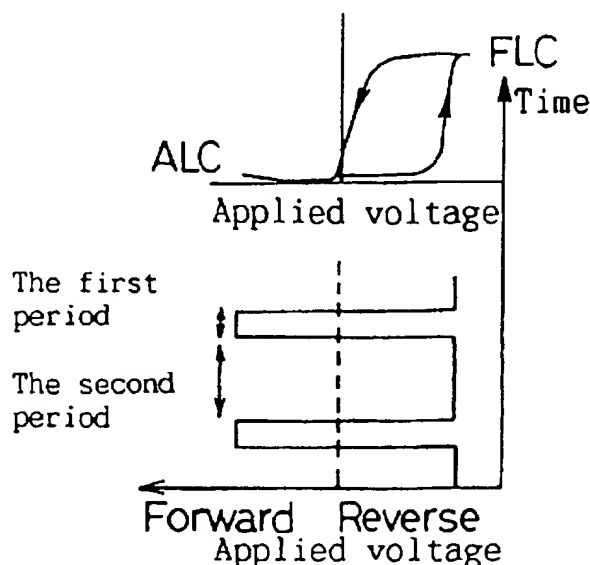 FLC
Time
ALC
Applied voltage
The first
period
The second
period
Forward Reverse
Applied voltage